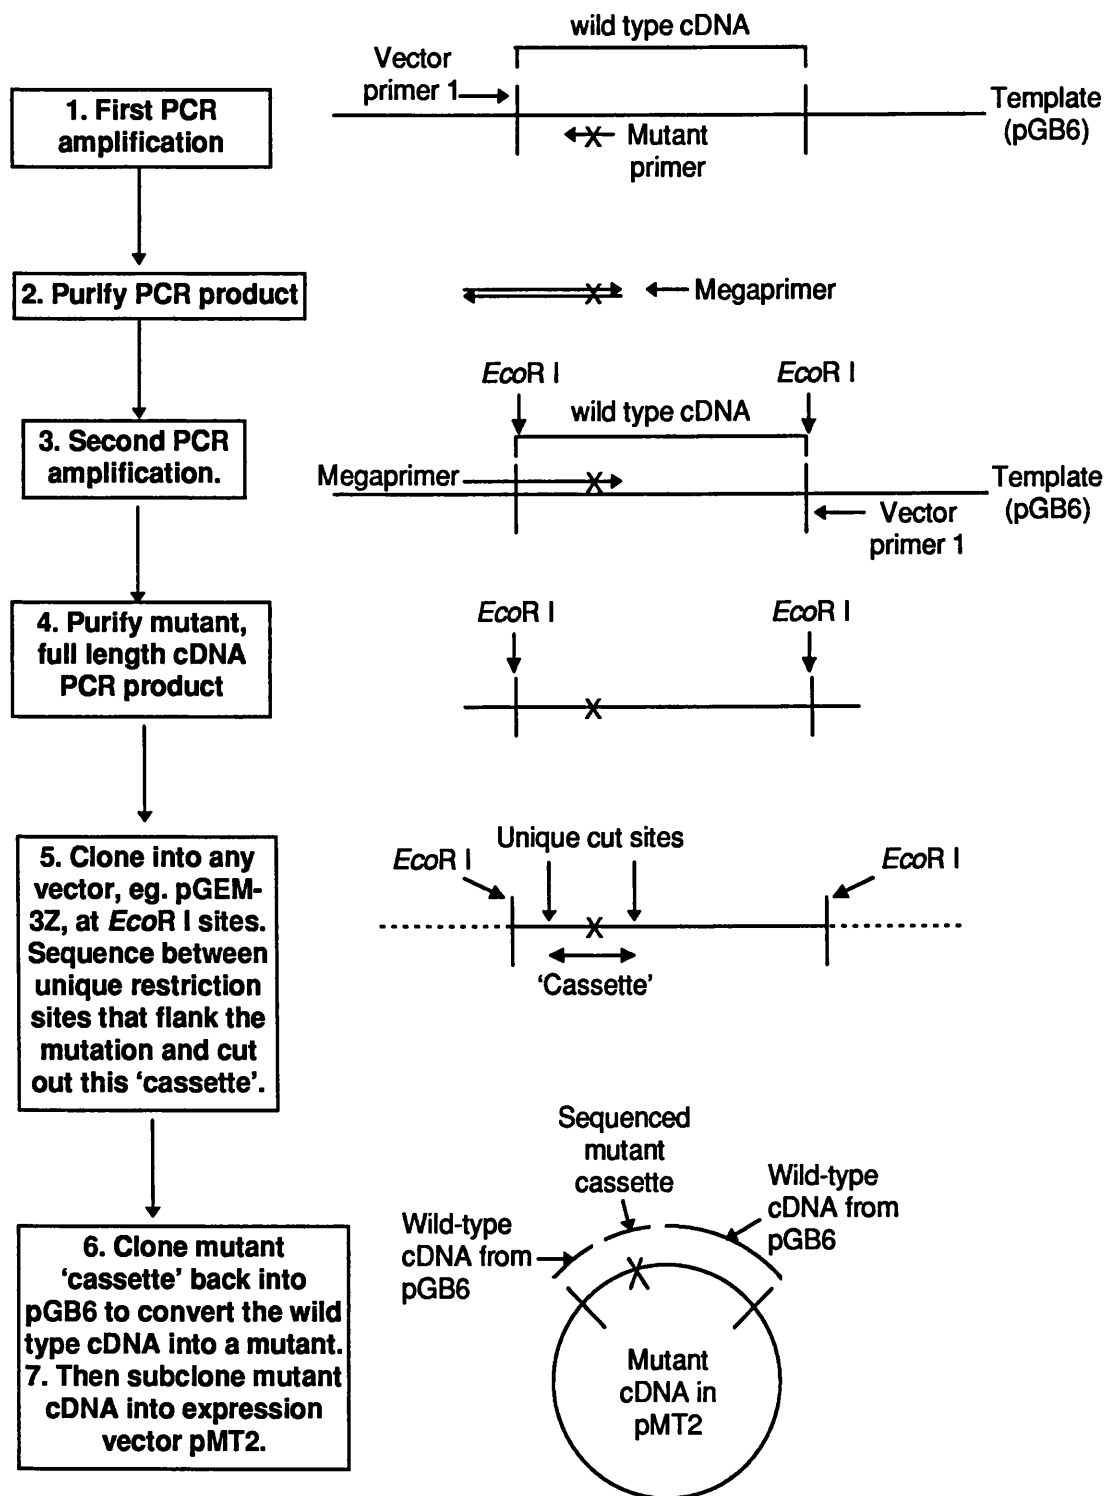 wild type cDNA
Vector
primer 1
1. First PCR
amplification
Template
(pGB6)
X
Mutant
primer
2. Purify PCR product
X
Megaprimer
EcoR I
EcoR I
wild type cDNA
3. Second PCR
amplification.
Megaprimer
X
Template
(pGB6)
Vector
primer 1
4. Purify mutant,
full length cDNA
PCR product
EcoR I
EcoR I
X
5. Clone into any
vector, eg. pGEM-
3Z, at EcoR I sites.
Sequence between
unique restriction
sites that flank the
mutation and cut
out this 'cassette'.
Unique cut sites
EcoR I
EcoR I
X
'Cassette'
6. Clone mutant
'cassette' back into
pGB6 to convert the wild
type cDNA into a mutant.
7. Then subclone mutant
cDNA into expression
vector pMT2.
Sequenced
mutant
cassette
Wild-type
cDNA from
pGB6
Wild-type
cDNA from
pGB6
X
Mutant
cDNA in
pMT2